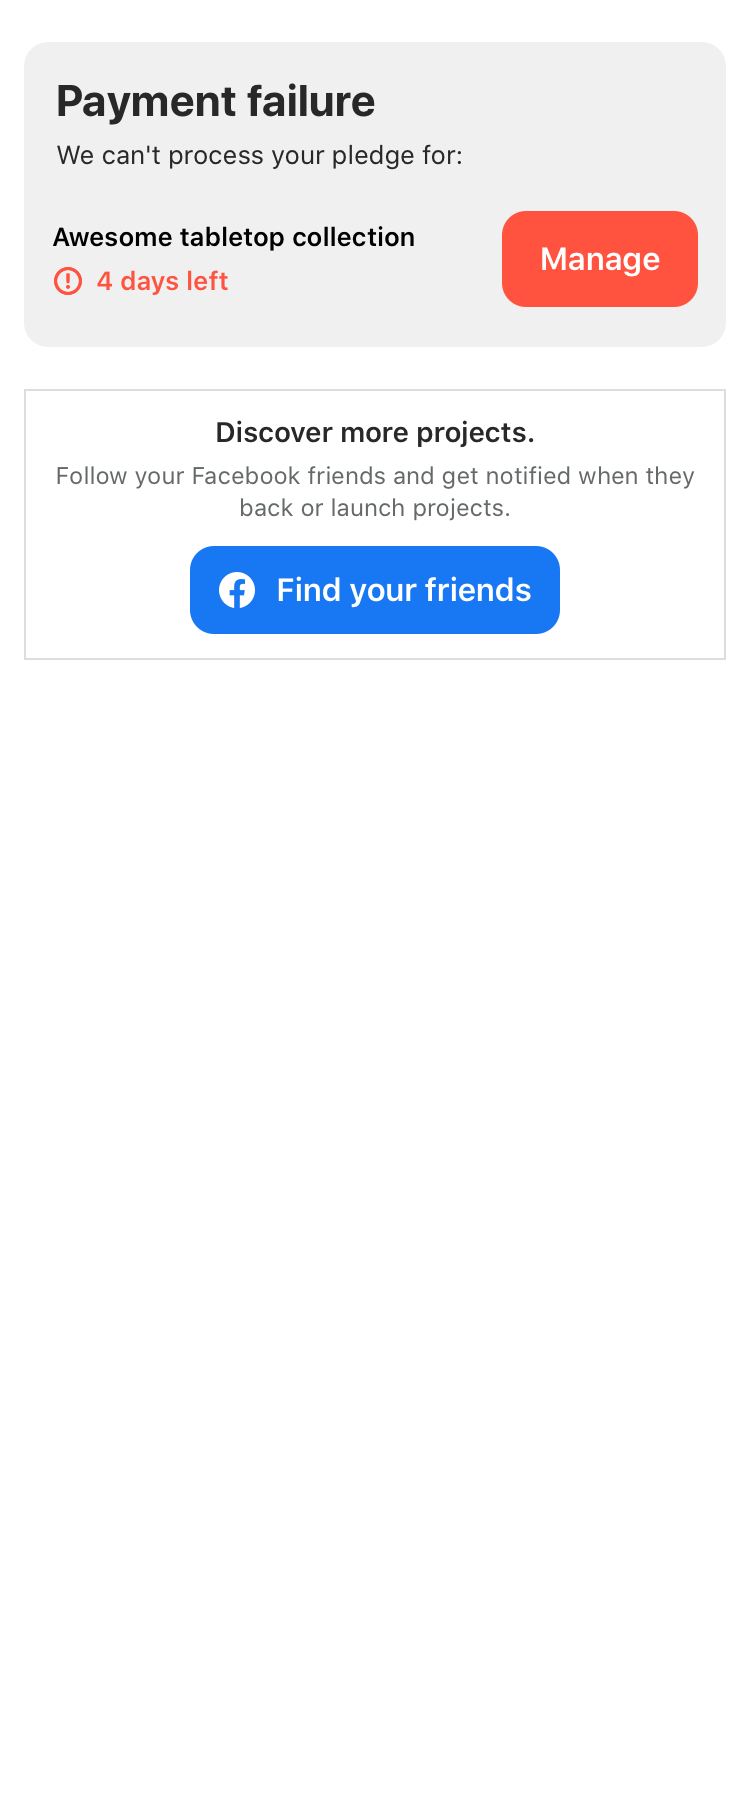 Payment failure
We can't process your pledge for:
Awesome tabletop collection
4 days left
Manage
Discover more projects.
Follow your Facebook friends and get notified when they
back or launch projects.
Find your friends